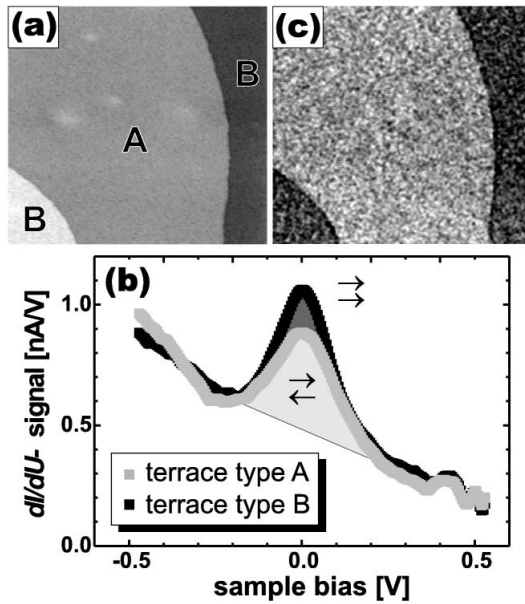 (a)
B
A
B
(c)
(b)
→
→
→
←
dI/dU- signal [nA/V]
1.0
0.5
0.0
terrace type A
terrace type B
-0.5
0.0
0.5
sample bias [V]